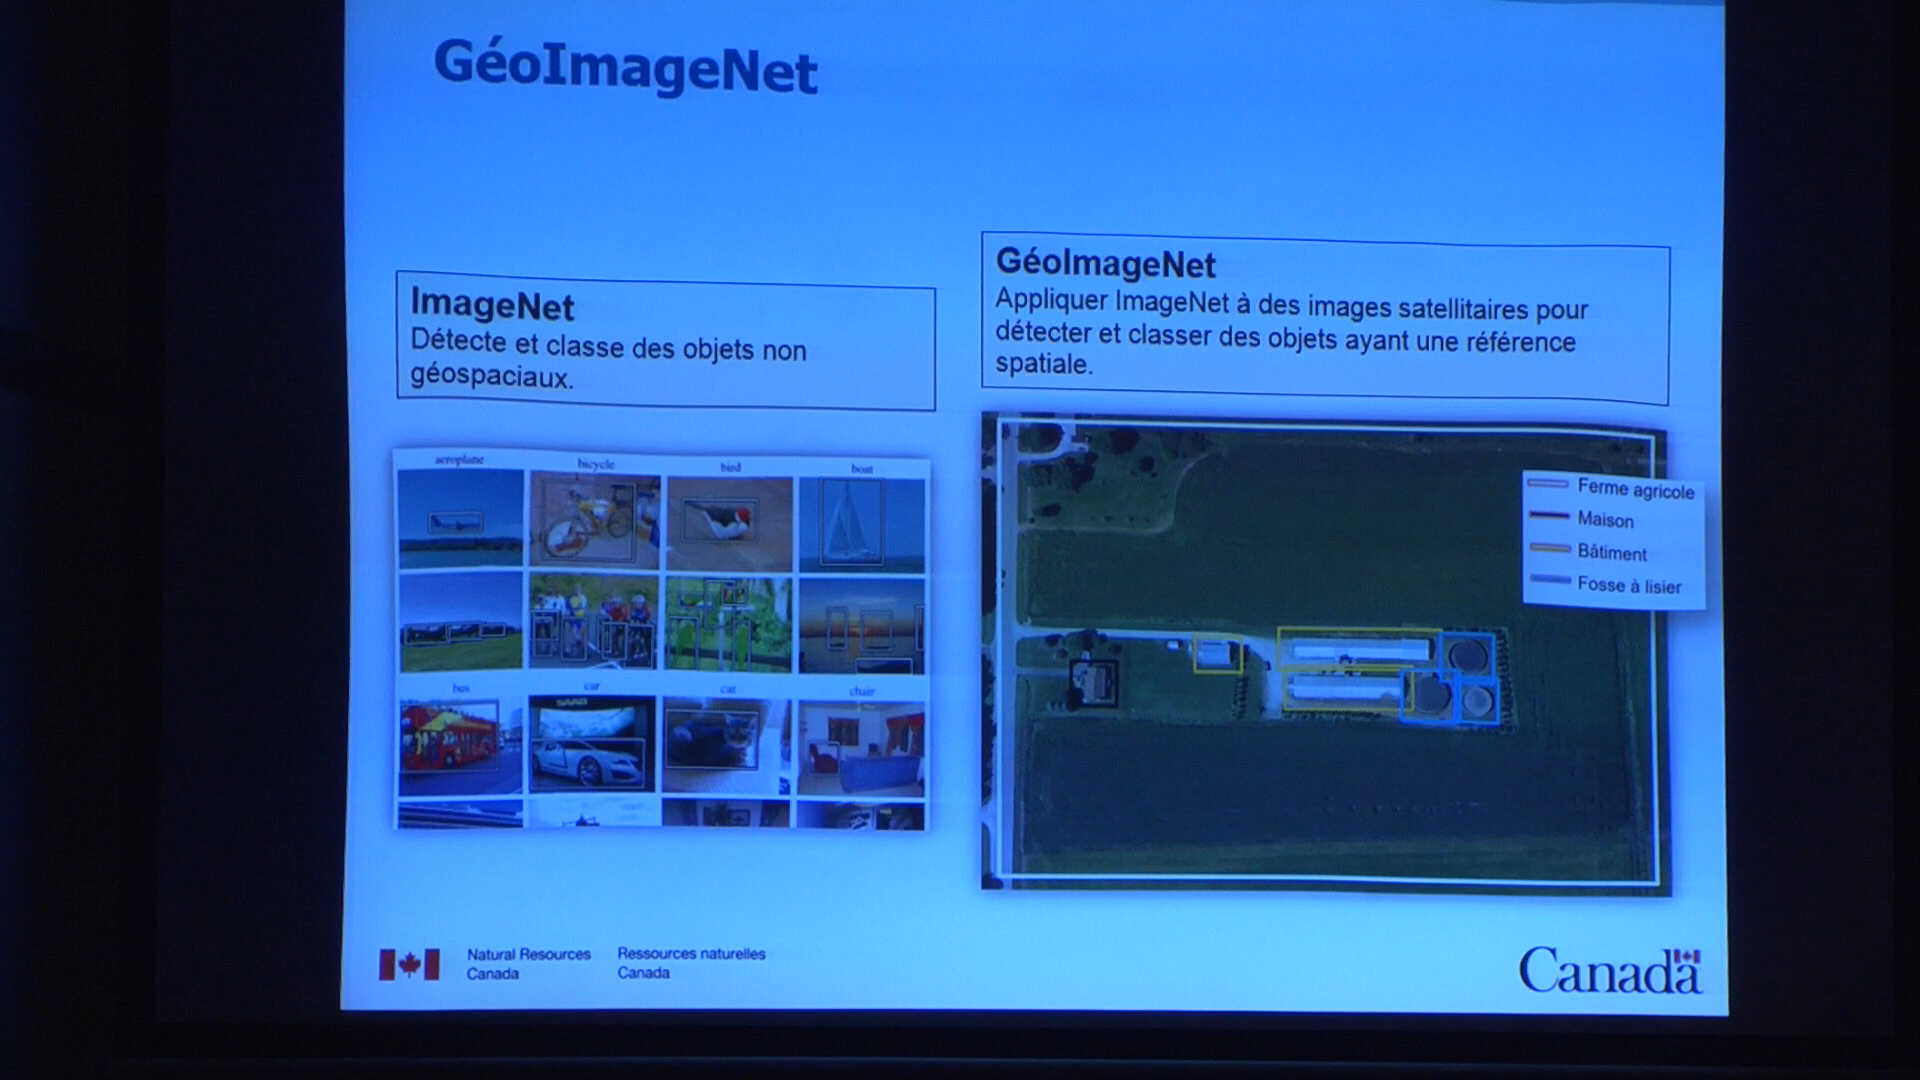 GéoImageNet
ImageNet
Détecte et classe des objets non
géospaciaux.
GéoImageNet
Appliquer ImageNet à des images satellitaires pour
détecter et classer des objets ayant une référence
spatiale.
aeroplane
bicycle
bird
boat
bus
car
cat
chair
Ferme agricole
Maison
Bâtiment
Fosse à lisier
Natural Resources
Canada
Ressources naturelles
Canada
Canada